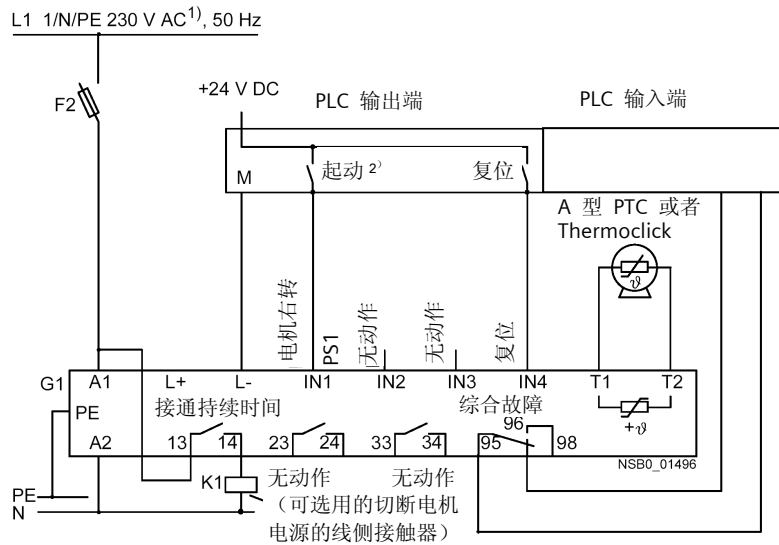 L1 1/N/PE 230 V AC1), 50 Hz
F2
+24 V DC
PLC 输出端
PLC 输入端
M
起动 2)
复位
A 型 PTC 或者
Thermoclick
ϑ
电机右转
PS1
无动作
无动作
复位
G1
A1
L+
L-
IN1
IN2
IN3
IN4
T1
T2
PE
接通持续时间
综合故障
+ϑ
A2
13
14
23
24
33
34
95
96
98
NSB0_01496
K1
无动作
无动作
(可选用的切断电机
电源的线侧接触器)
PE
N